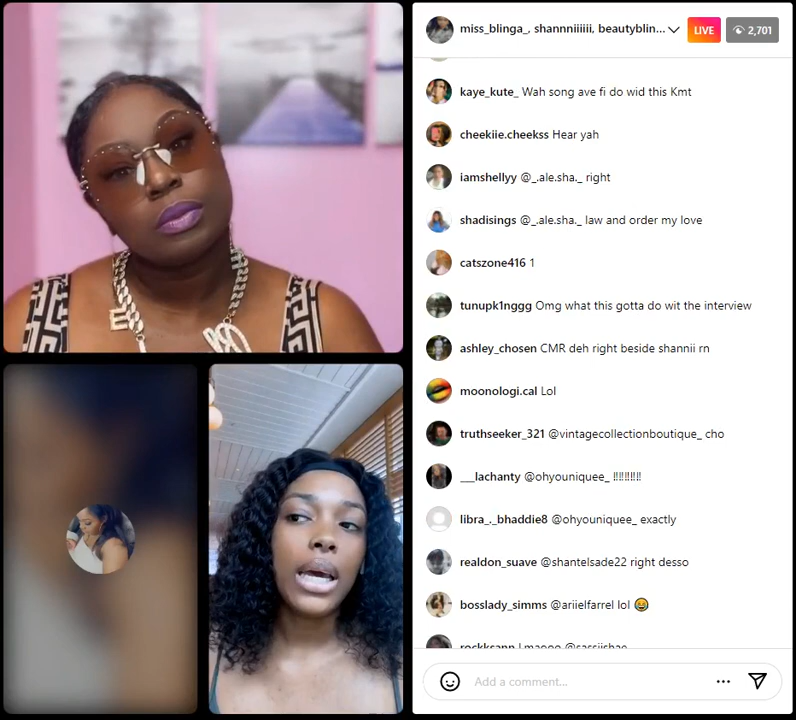 miss_blinga_, shannniiiiii, beautyblin...
LIVE
2,701
kaye_kute_ Wah song ave fi do wid this Kmt
cheekiie.cheekss Hear yah
iamshellyy @_.ale.sha._ right
shadisings @_.ale.sha._ law and order my love
catszone416 1
tunupk1nggg Omg what this gotta do wit the interview
ashley_chosen CMR deh right beside shannii rn
moonologi.cal Lol
truthseeker_321 @vintagecollectionboutique_ cho
___lachanty @ohyouniquee_ !!!!!!!!!!
libra_._bhaddie8 @ohyouniquee_ exactly
realdon_suave @shantelsade22 right desso
bosslady_simms @ariielfarrel lol 😂
Add a comment...